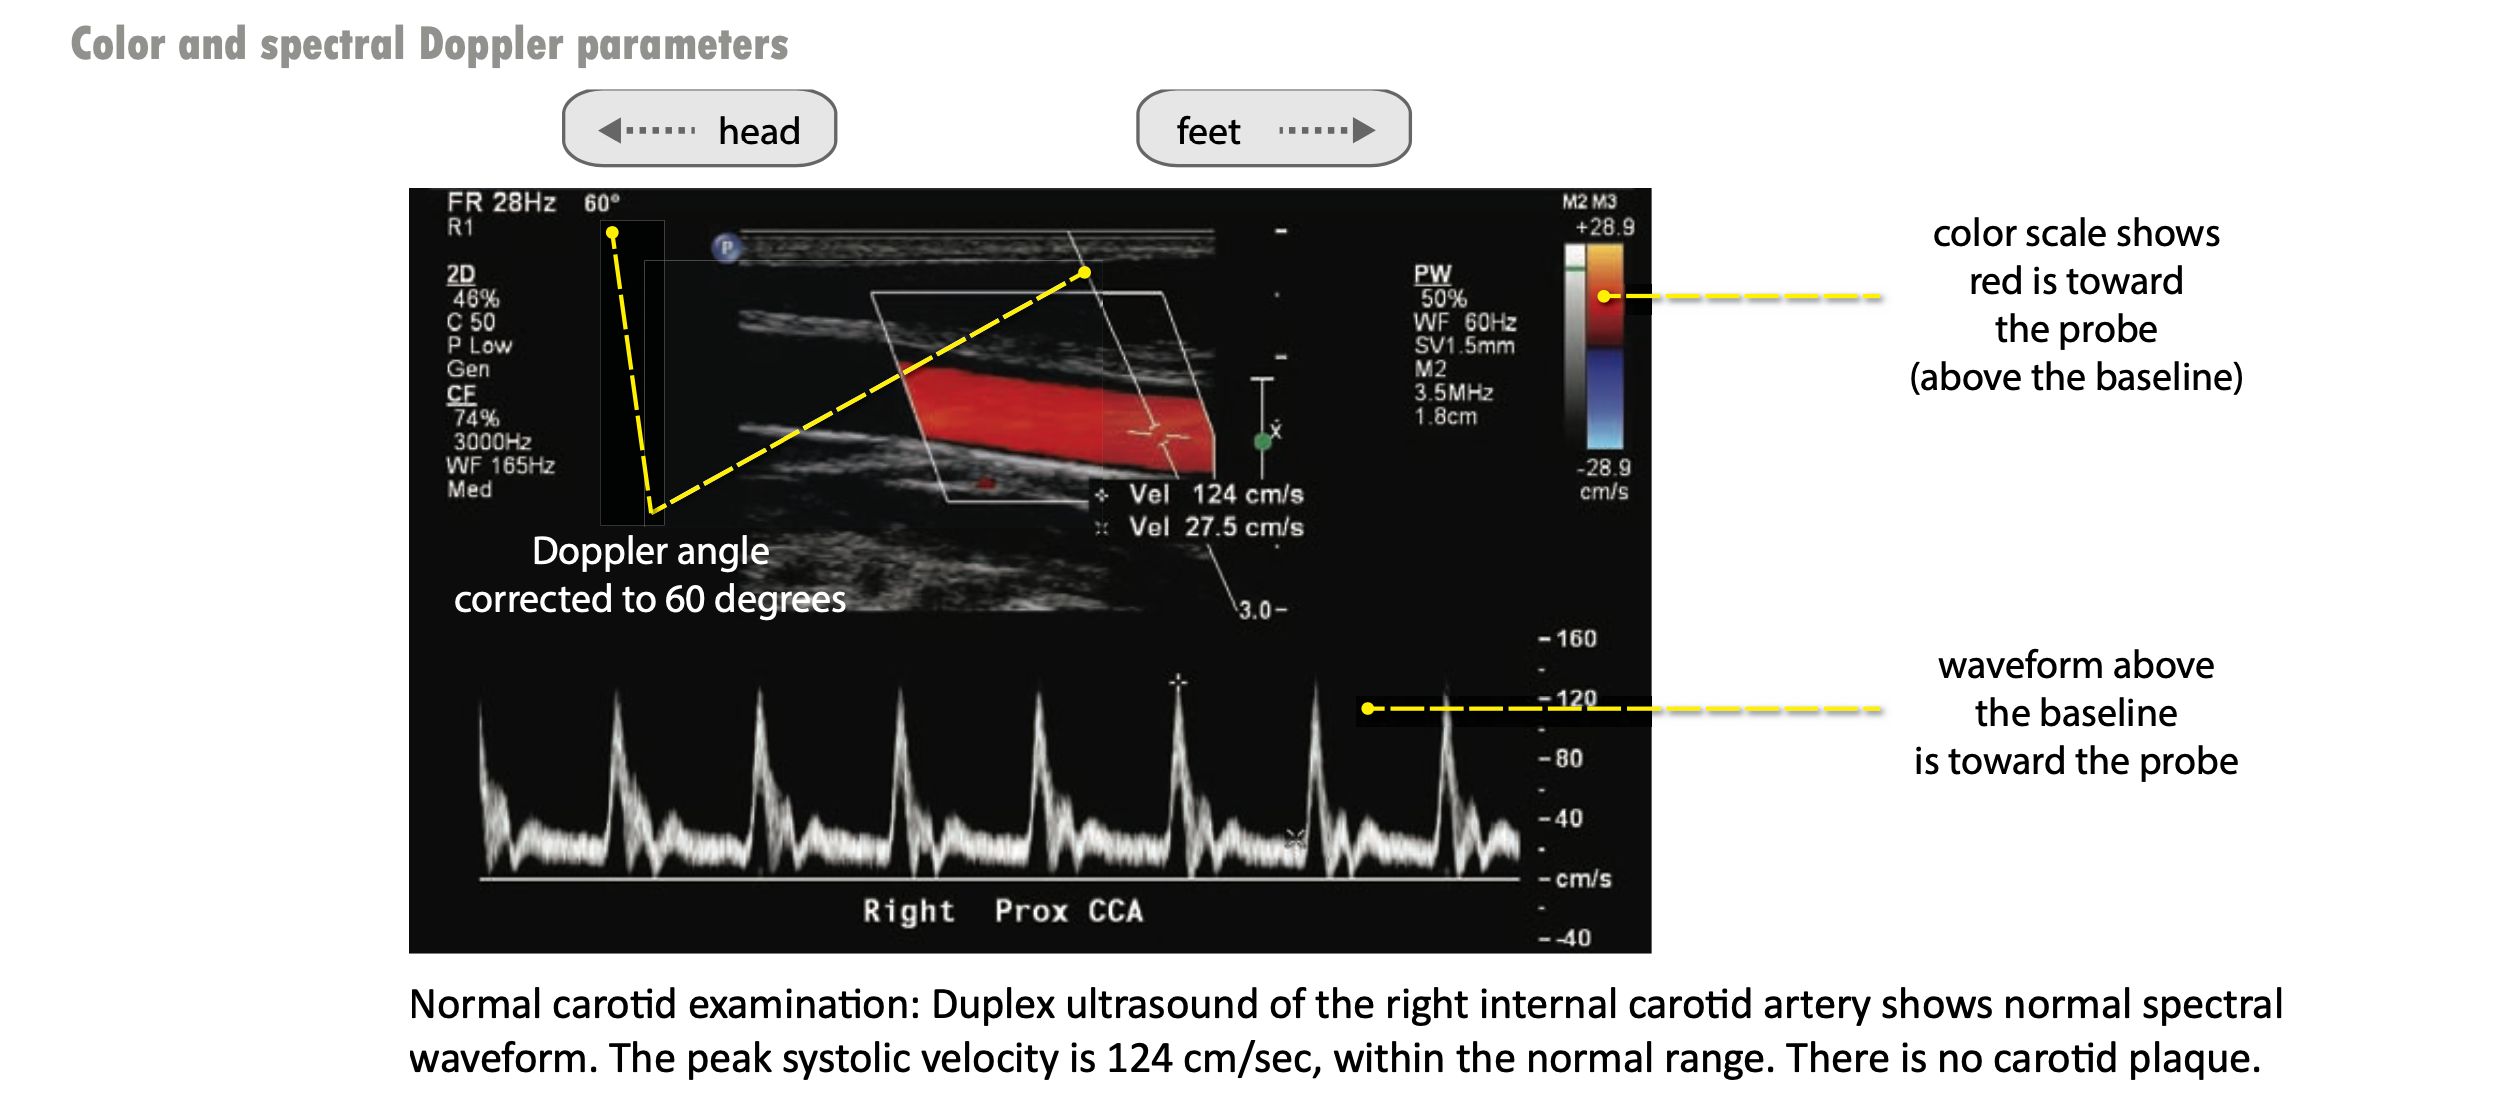 Color and spectral Doppler parameters
head
feet
FR 28Hz 60°
R1
2D
46%
C 50
P Low
Gen
CF
74%
3000Hz
WF 165Hz
Med
P
M2 M3
+28.9
-28.9
cm/s
PW
50%
WF 60Hz
SV1.5mm
M2
3.5MHz
1.8cm
x
Vel 124 cm/s
Vel 27.5 cm/s
3.0
Doppler angle
corrected to 60 degrees
color scale shows
red is toward
the probe
(above the baseline)
160
120
80
40
cm/s
-40
waveform above
the baseline
is toward the probe
Right Prox CCA
Normal carotid examination: Duplex ultrasound of the right internal carotid artery shows normal spectral
waveform. The peak systolic velocity is 124 cm/sec, within the normal range. There is no carotid plaque.